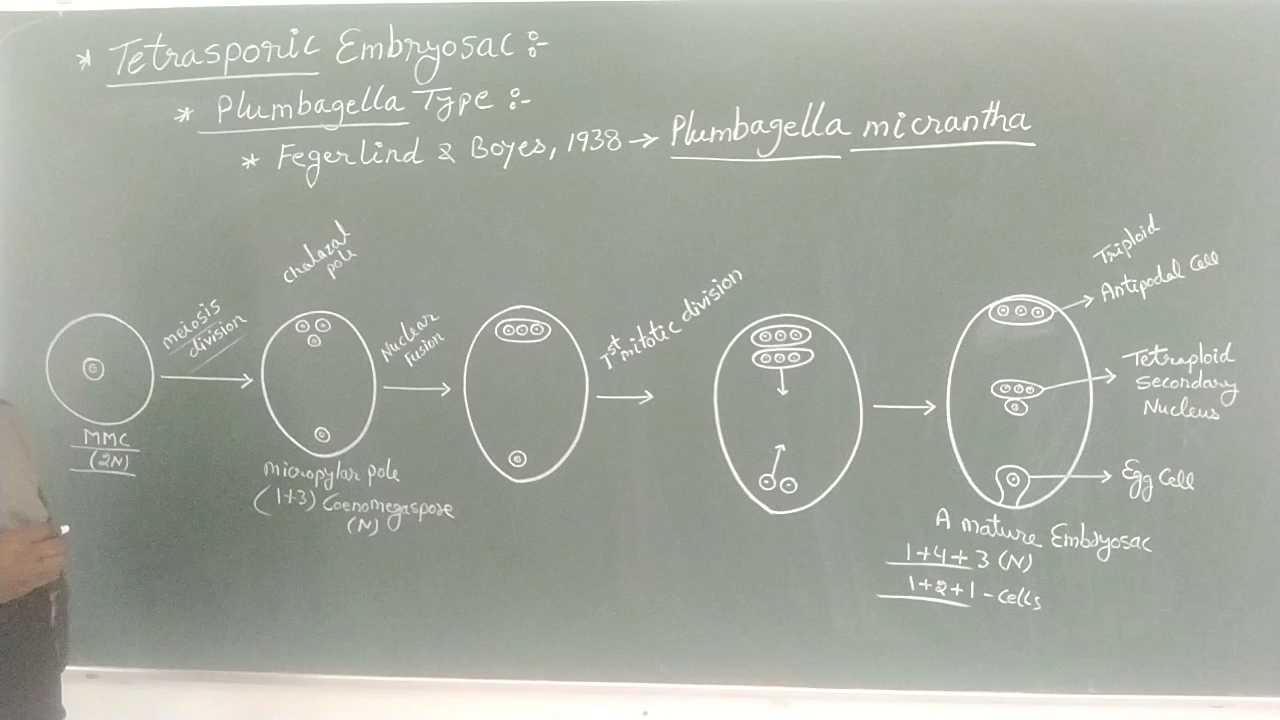 * Tetrasporic Embryosac :-
* Plumbagella Type :-
* Fegerlind & Boyes, 1938 → Plumbagella micrantha
MMC
(2N)
meiosis
division
Chalazal
pole
micropylar pole
(1+3) Coenomegaspore
(N)
Nuclear
Fusion
1st mitotic division
Triploid
Antipodal Cell
Tetraploid
Secondary
Nucleus
Egg Cell
A mature Embryosac
1+4+3 (N)
1+2+1 - Cells